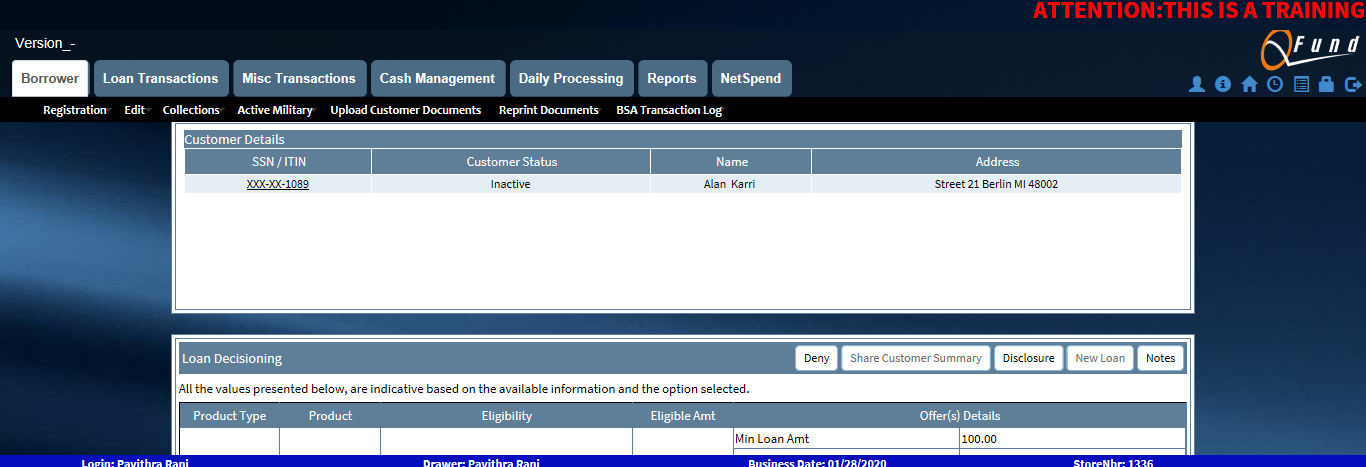 ATTENTION:THIS IS A TRAINING
Version_-
QFund
Borrower Loan Transactions Misc Transactions Cash Management Daily Processing Reports NetSpend
Registration Edit Collections Active Military Upload Customer Documents Reprint Documents BSA Transaction Log
Customer Details
SSN / ITIN Customer Status Name Address
XXX-XX-1089 Inactive Alan Karri Street 21 Berlin MI 48002
Loan Decisioning Deny Share Customer Summary Disclosure New Loan Notes
All the values presented below, are indicative based on the available information and the option selected.
Product Type Product Eligibility Eligible Amt Offer(s) Details
Min Loan Amt 100.00
Login: Pavithra Rani Drawer: Pavithra Rani Business Date: 01/28/2020 StoreNbr: 1336